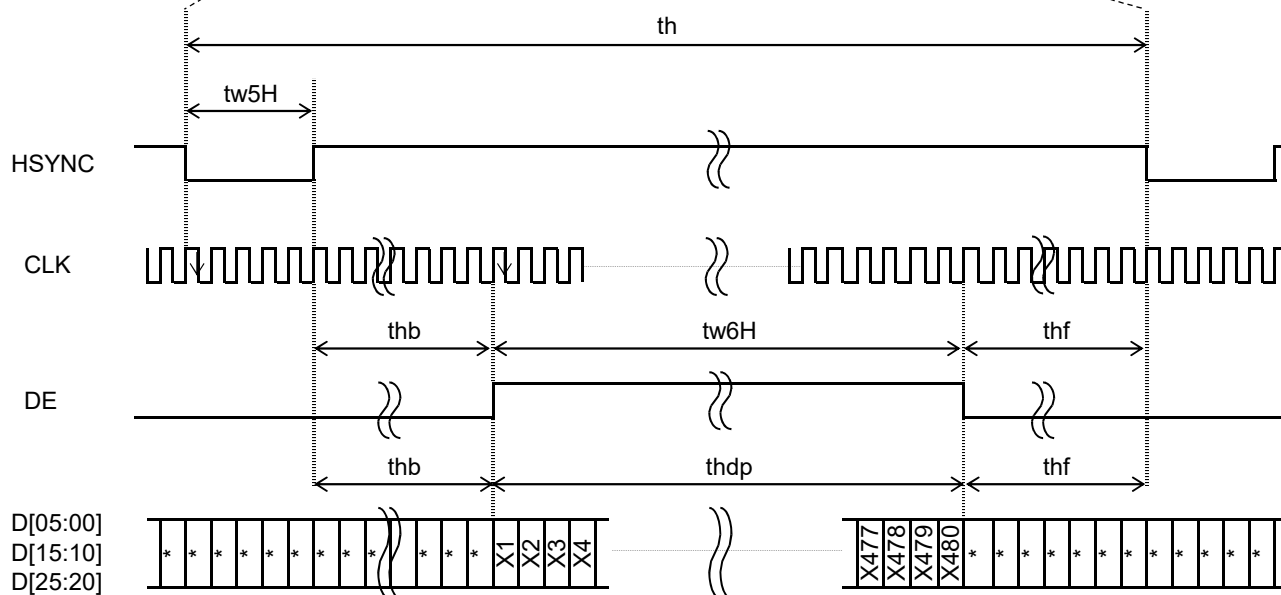 th
tw5H
HSYNC
CLK
thb tw6H thf
DE
thb thdp thf
D[05:00]
D[15:10]
D[25:20]
* * * * * * * * * * * * X1 X2 X3 X4 X477 X478 X479 X480 * * * * * * * * * * * *